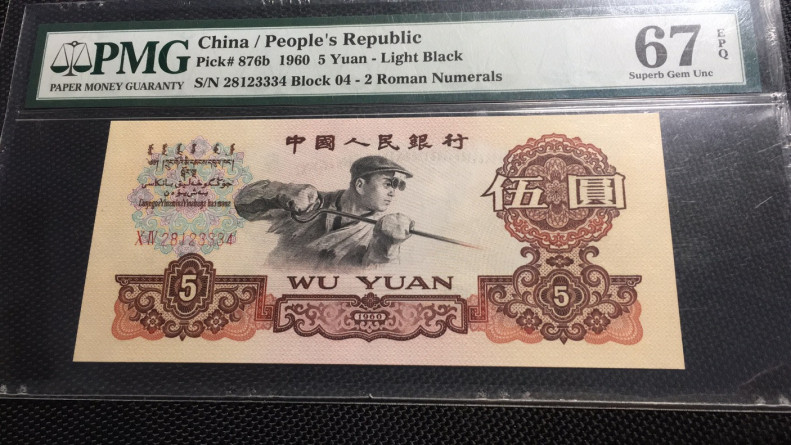 PMG
PAPER MONEY GUARANTY
China / People's Republic
Pick# 876b 1960 5 Yuan - Light Black
S/N 28123334 Block 04 - 2 Roman Numerals
67
EPQ
Superb Gem Unc
中國人民銀行
X IV 28123334
伍圓
WU YUAN
5
5
1960